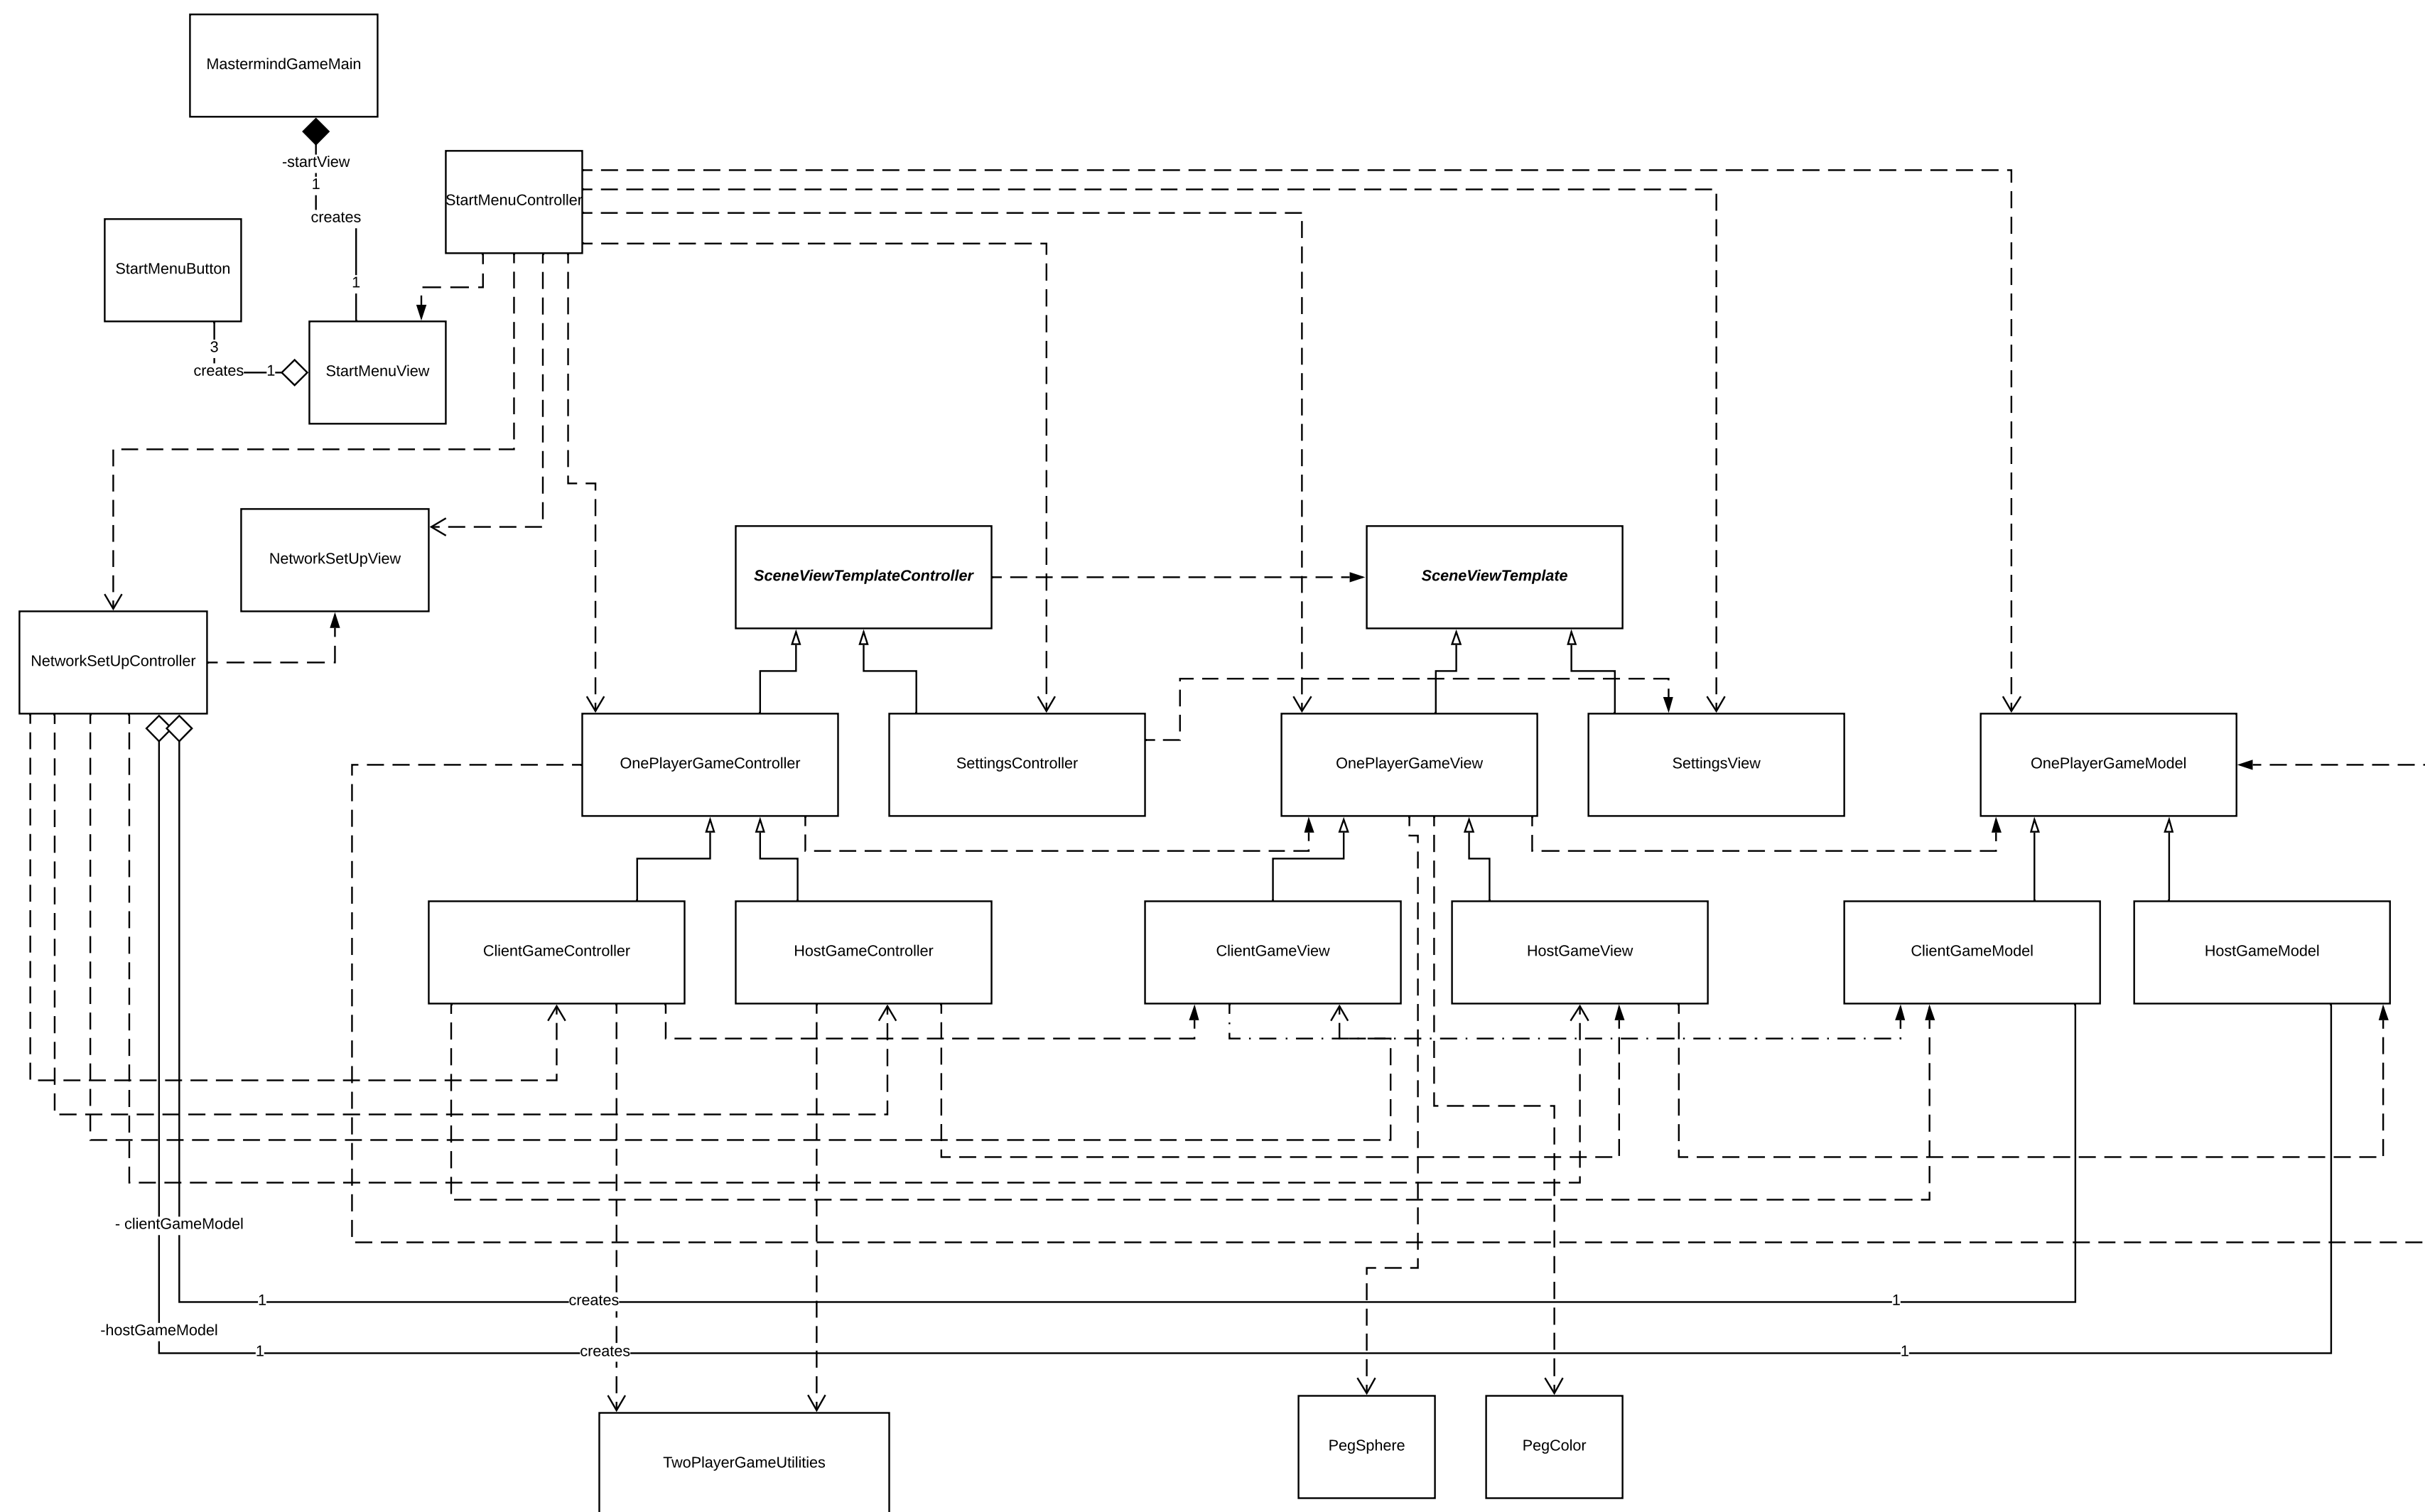 MastermindGameMain
-startView
1
creates
1
StartMenuController
StartMenuButton
3
creates
1
StartMenuView
NetworkSetUpView
SceneViewTemplateController
SceneViewTemplate
NetworkSetUpController
OnePlayerGameController
SettingsController
OnePlayerGameView
SettingsView
OnePlayerGameModel
ClientGameController
HostGameController
ClientGameView
HostGameView
ClientGameModel
HostGameModel
- clientGameModel
1
creates
1
-hostGameModel
1
creates
1
PegSphere
PegColor
TwoPlayerGameUtilities